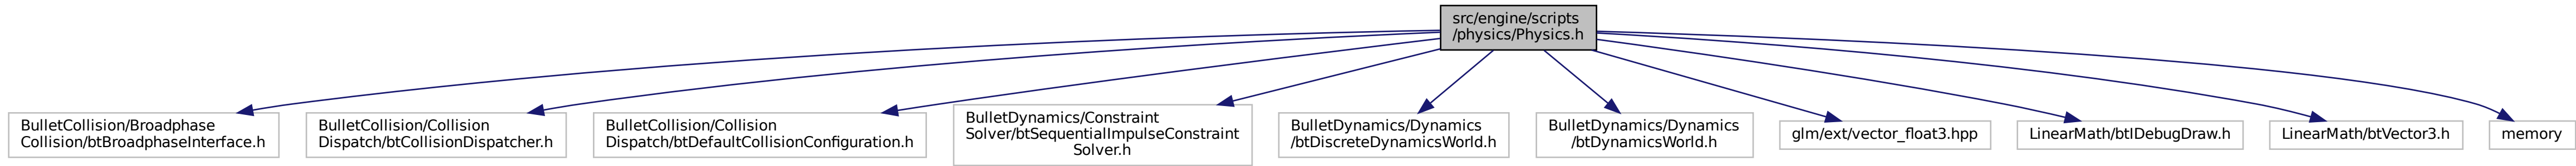 src/engine/scripts
/physics/Physics.h
BulletCollision/Broadphase
Collision/btBroadphaseInterface.h
BulletCollision/Collision
Dispatch/btCollisionDispatcher.h
BulletCollision/Collision
Dispatch/btDefaultCollisionConfiguration.h
BulletDynamics/Constraint
Solver/btSequentialImpulseConstraint
Solver.h
BulletDynamics/Dynamics
/btDiscreteDynamicsWorld.h
BulletDynamics/Dynamics
/btDynamicsWorld.h
glm/ext/vector_float3.hpp
LinearMath/btIDebugDraw.h
LinearMath/btVector3.h
memory